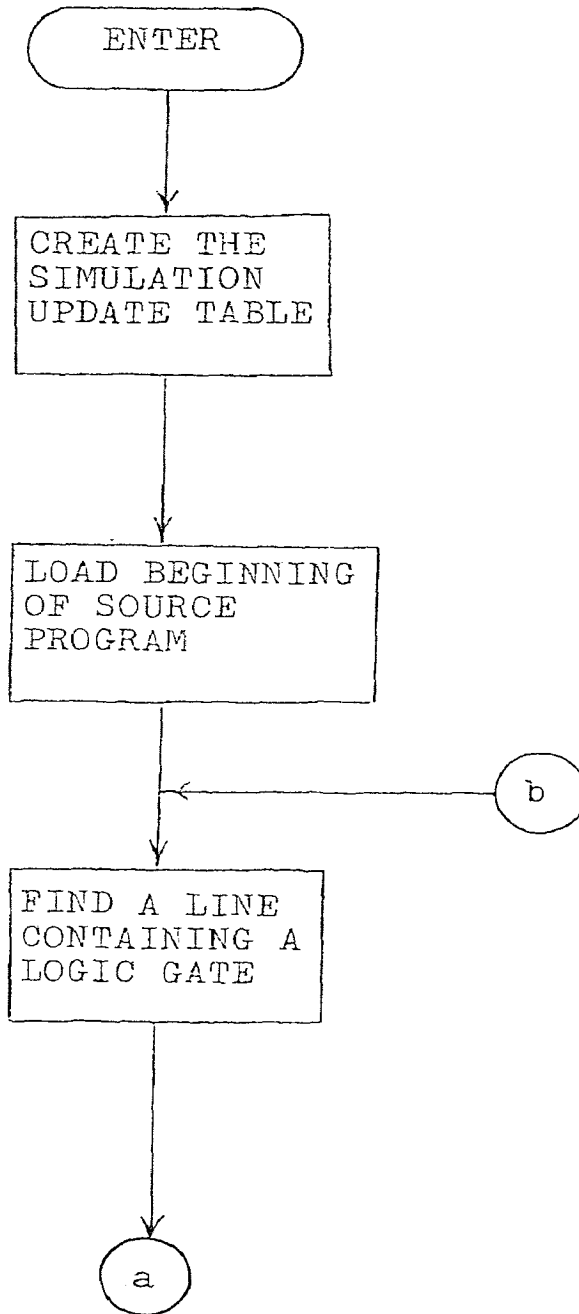 ENTER
CREATE THE
SIMULATION
UPDATE TABLE
LOAD BEGINNING
OF SOURCE
PROGRAM
b
FIND A LINE
CONTAINING A
LOGIC GATE
a